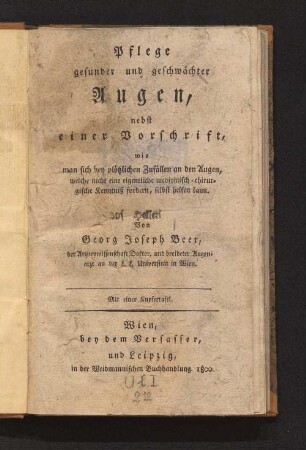 Pflege
gesunder und geschwächter
Augen,
nebst
einer Vorschrift,
wie
man sich bey plötzlichen Zufällen an den Augen,
welche nicht eine eigentliche medizinisch-chirur-
gische Kenntniß fordern, selbst helfen kann.
Von
Georg Joseph Beer,
der Arzneywissenschaft Doktor, und beeideter Augen-
arzt an der k. k. Universität in Wien.
Mit einer Kupfertafel.
Wien,
bey dem Verfasser,
und Leipzig,
in der Weidmannischen Buchhandlung 1800.